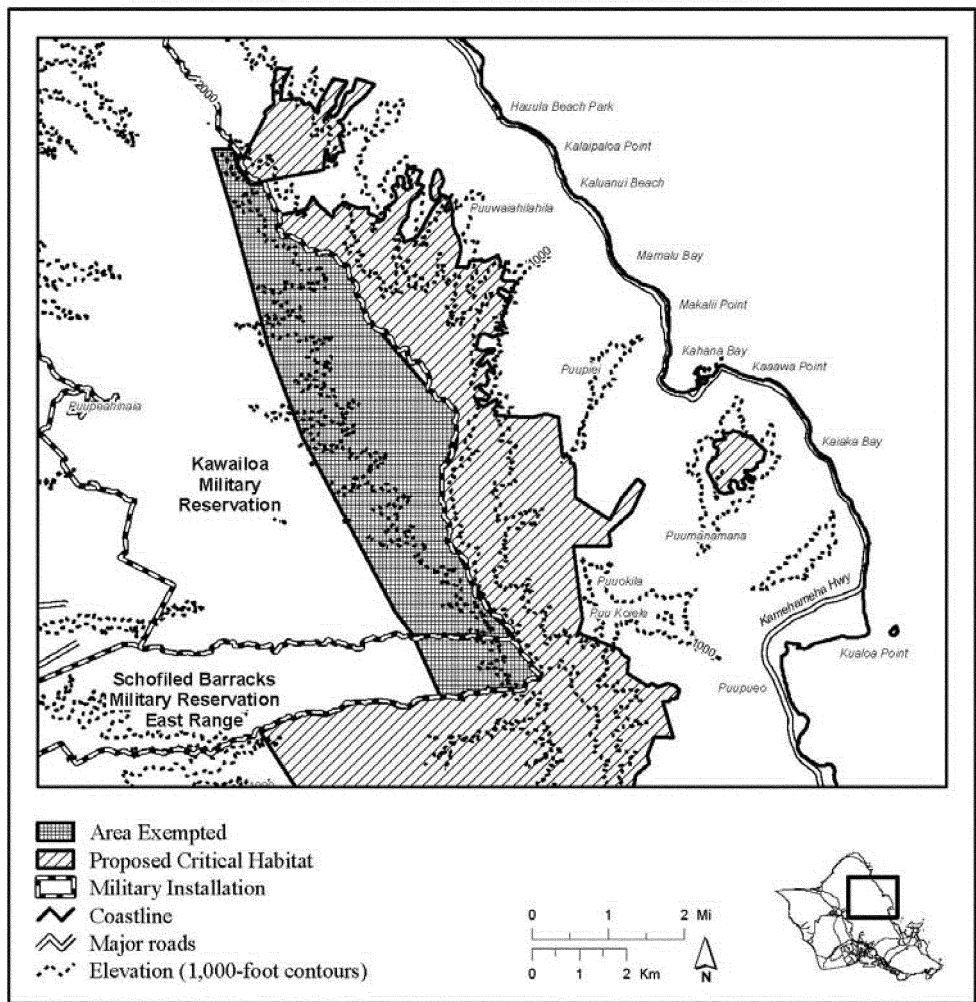 2000
Hauula Beach Park
Kalaipaloa Point
Kaluanui Beach
Puuwaiahilahila
1000
Mamalu Bay
Makalii Point
Kahana Bay
Puupiei
Kaaawa Point
Puupeahinaia
Kaiaka Bay
Kawailoa
Military
Reservation
Puumanamana
Puuokila
Puu Koiele
Kamehameha Hwy
1000
Kualoa Point
Schofiled Barracks
Military Reservation
East Range
Puupueo
Area Exempted
Proposed Critical Habitat
Military Installation
Coastline
Major roads
Elevation (1,000-foot contours)
0 1 2 Mi
0 1 2 Km
N